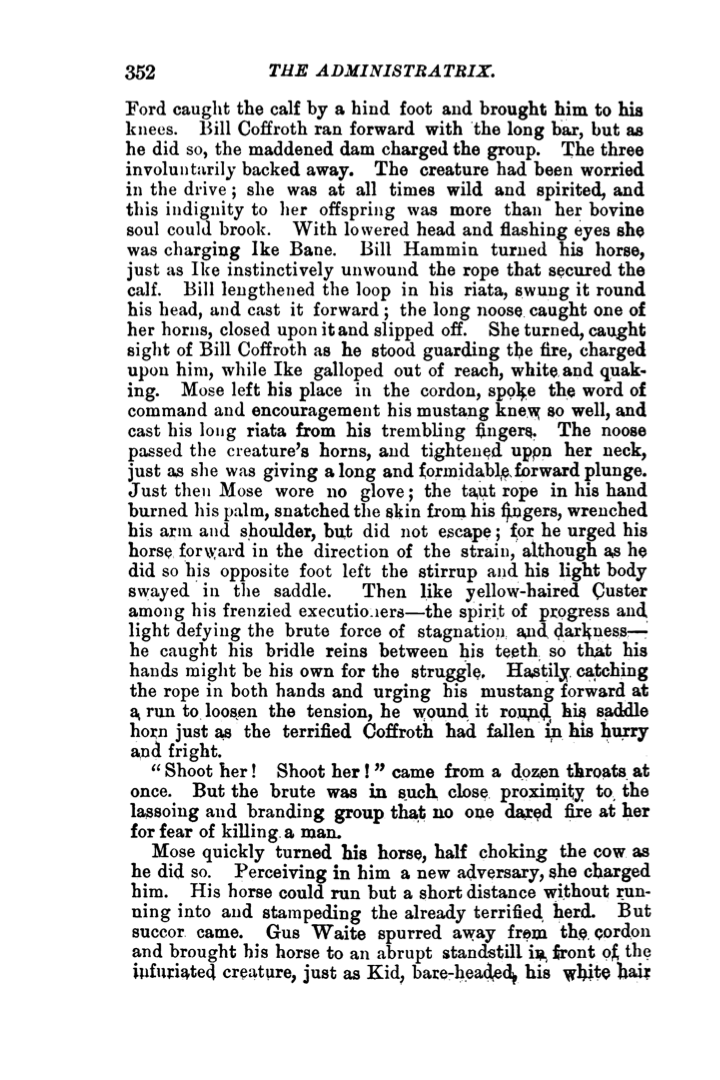 352 THE ADMINISTRATRIX.
Ford caught the calf by a hind foot and brought him to his
knees. Bill Coffroth ran forward with the long bar, but as
he did so, the maddened dam charged the group. The three
involuntarily backed away. The creature had been worried
in the drive; she was at all times wild and spirited, and
this indignity to her offspring was more than her bovine
soul could brook. With lowered head and flashing eyes she
was charging Ike Bane. Bill Hammin turned his horse,
just as Ike instinctively unwound the rope that secured the
calf. Bill lengthened the loop in his riata, swung it round
his head, and cast it forward; the long noose caught one of
her horns, closed upon it and slipped off. She turned, caught
sight of Bill Coffroth as he stood guarding the fire, charged
upon him, while Ike galloped out of reach, white and quak-
ing. Mose left his place in the cordon, spoke the word of
command and encouragement his mustang knew so well, and
cast his long riata from his trembling fingers. The noose
passed the creature's horns, and tightened upon her neck,
just as she was giving a long and formidable forward plunge.
Just then Mose wore no glove; the taut rope in his hand
burned his palm, snatched the skin from his fingers, wrenched
his arm and shoulder, but did not escape; for he urged his
horse forward in the direction of the strain, although as he
did so his opposite foot left the stirrup and his light body
swayed in the saddle. Then like yellow-haired Custer
among his frenzied executioners—the spirit of progress and
light defying the brute force of stagnation and darkness—
he caught his bridle reins between his teeth so that his
hands might be his own for the struggle. Hastily catching
the rope in both hands and urging his mustang forward at
a run to loosen the tension, he wound it round his saddle
horn just as the terrified Coffroth had fallen in his hurry
and fright.
"Shoot her! Shoot her!" came from a dozen throats at
once. But the brute was in such close proximity to the
lassoing and branding group that no one dared fire at her
for fear of killing a man.
Mose quickly turned his horse, half choking the cow as
he did so. Perceiving in him a new adversary, she charged
him. His horse could run but a short distance without run-
ning into and stampeding the already terrified herd. But
succor came. Gus Waite spurred away from the cordon
and brought his horse to an abrupt standstill in front of the
infuriated creature, just as Kid, bare-headed, his white hair